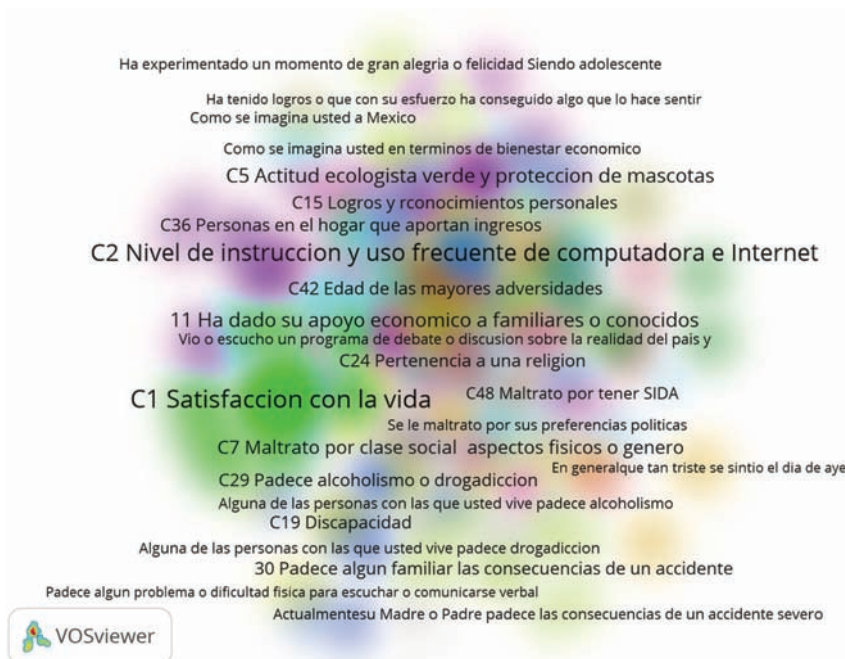 Ha experimentado un momento de gran alegria o felicidad Siendo adolescente
Ha tenido logros o que con su esfuerzo ha conseguido algo que lo hace sentir
Como se imagina usted a Mexico
Como se imagina usted en terminos de bienestar economico
C5 Actitud ecologista verde y proteccion de mascotas
C15 Logros y rconocimientos personales
C36 Personas en el hogar que aportan ingresos
C2 Nivel de instruccion y uso frecuente de computadora e Internet
C42 Edad de las mayores adversidades
11 Ha dado su apoyo economico a familiares o conocidos
Vio o escucho un programa de debate o discusion sobre la realidad del pais y
C24 Pertenencia a una religion
C1 Satisfaccion con la vida
C48 Maltrato por tener SIDA
Se le maltrato por sus preferencias politicas
C7 Maltrato por clase social aspectos fisicos o genero
En generalque tan triste se sintio el dia de aye
C29 Padece alcoholismo o drogadiccion
Alguna de las personas con las que usted vive padece alcoholismo
C19 Discapacidad
Alguna de las personas con las que usted vive padece drogadiccion
30 Padece algun familiar las consecuencias de un accidente
Padece algun problema o dificultad fisica para escuchar o comunicarse verbal
Actualmentesu Madre o Padre padece las consecuencias de un accidente severo
VOSviewer